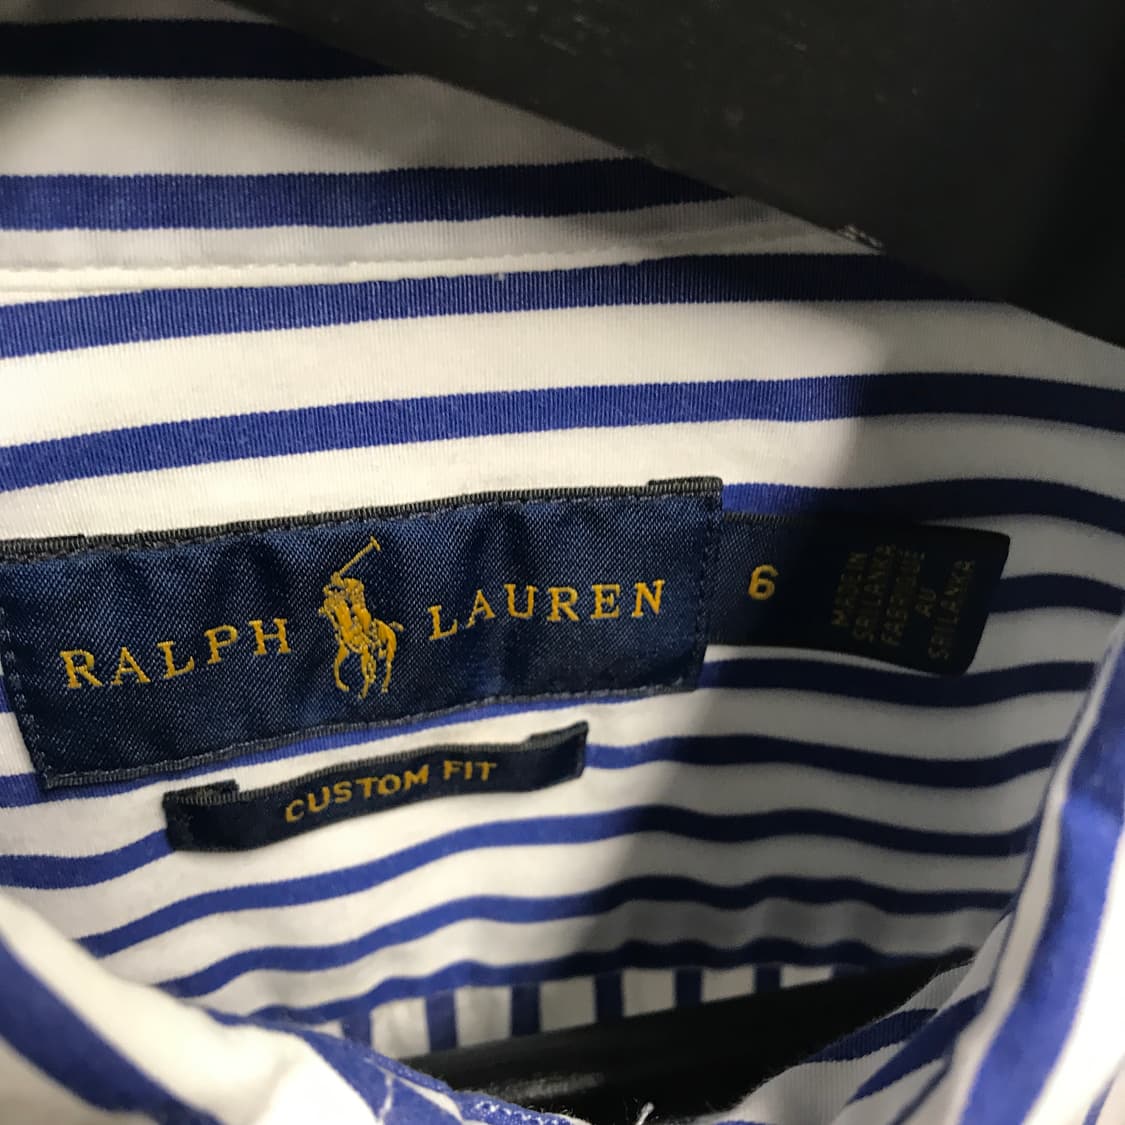 RALPH LAUREN
6
MADE IN
SRI LANKA
FABRIQUÉ
AU
SRI LANKA
CUSTOM FIT